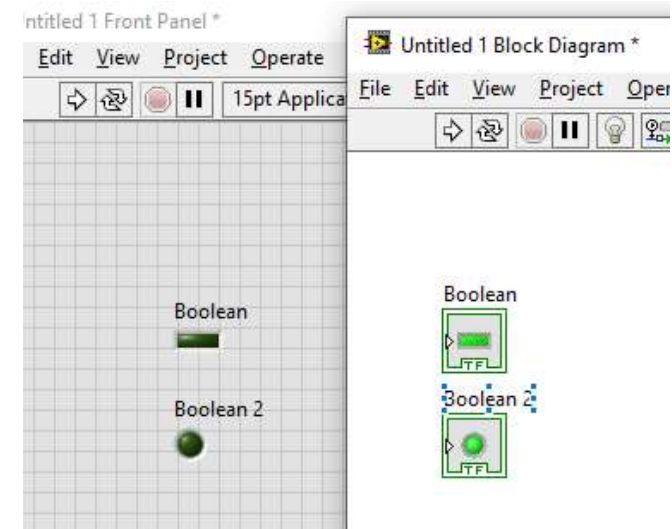 ntitled 1 Front Panel *
Edit View Project Operate
15pt Applica
Boolean
Boolean 2
Untitled 1 Block Diagram *
File Edit View Project Oper
Boolean
TF
Boolean 2
TF